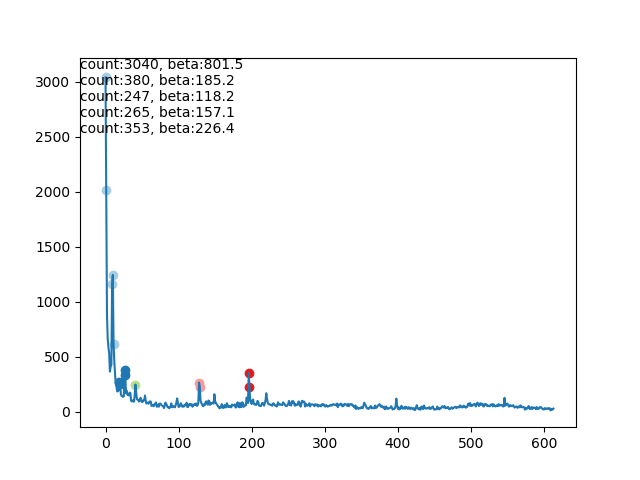 count:3040, beta:801.5
count:380, beta:185.2
count:247, beta:118.2
count:265, beta:157.1
count:353, beta:226.4
3000
2500
2000
1500
1000
500
0
0 100 200 300 400 500 600